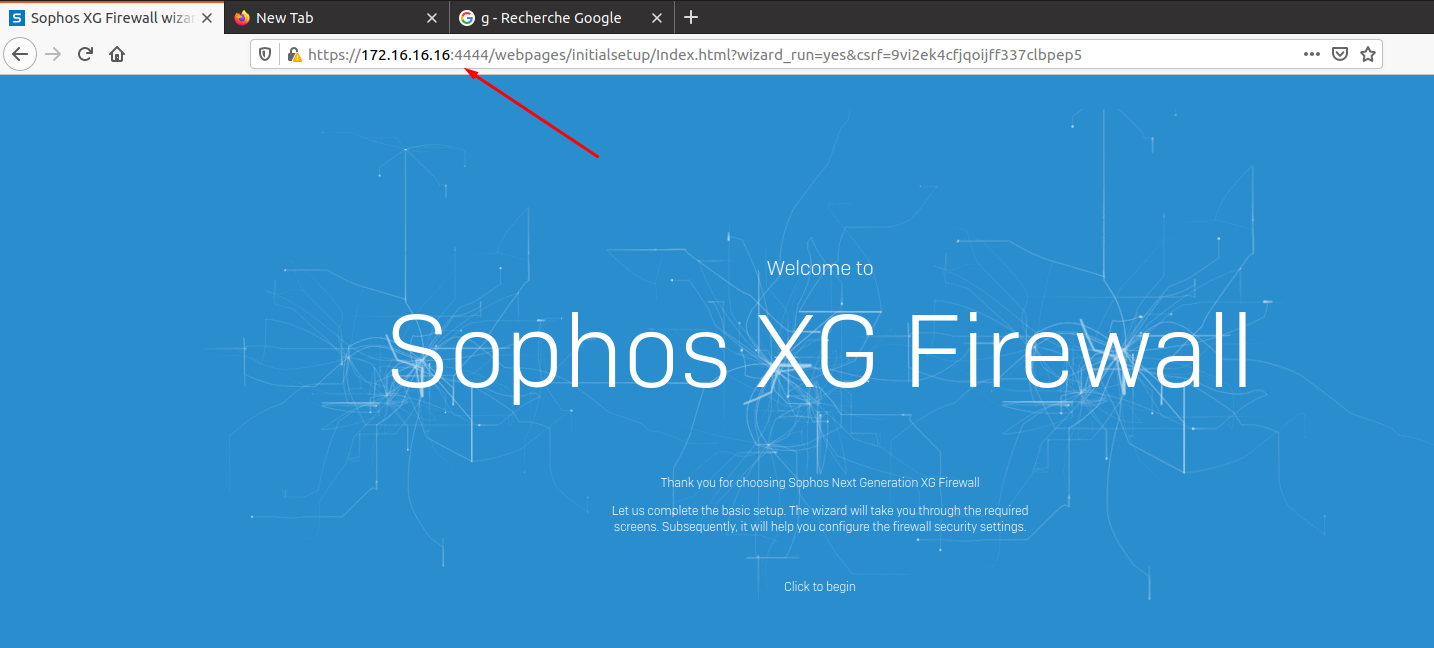 Sophos XG Firewall wizar
New Tab
g - Recherche Google
https://172.16.16.16:4444/webpages/initialsetup/Index.html?wizard_run=yes&csrf=9vi2ek4cfjqoijff337clbpep5
Welcome to
Sophos XG Firewall
Thank you for choosing Sophos Next Generation XG Firewall
Let us complete the basic setup. The wizard will take you through the required
screens. Subsequently, it will help you configure the firewall security settings.
Click to begin